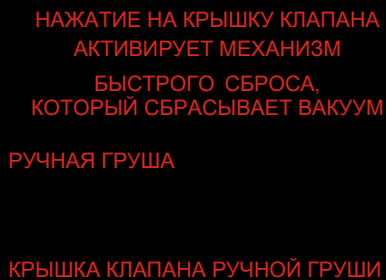 НАЖАТИЕ НА КРЫШКУ КЛАПАНА
АКТИВИРУЕТ МЕХАНИЗМ
БЫСТРОГО СБРОСА,
КОТОРЫЙ СБРАСЫВАЕТ ВАКУУМ
РУЧНАЯ ГРУША
КРЫШКА КЛАПАНА РУЧНОЙ ГРУШИ